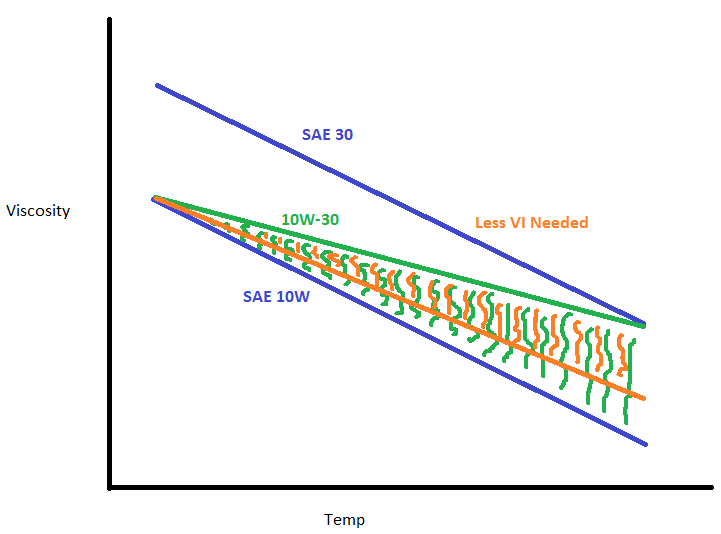 SAE 30
Viscosity
10W-30
Less VI Needed
SAE 10W
Temp